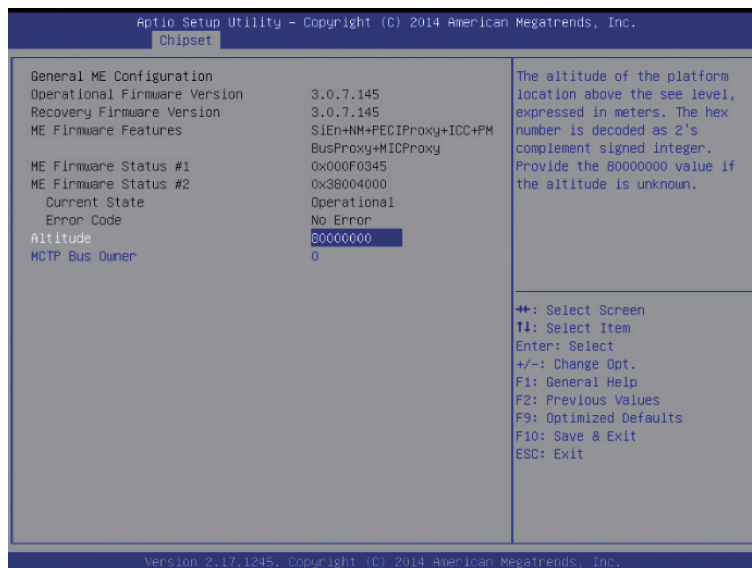 Aptio Setup Utility – Copyright (C) 2014 American Megatrends, Inc.
Chipset
General ME Configuration
Operational Firmware Version 3.0.7.145
Recovery Firmware Version 3.0.7.145
ME Firmware Features SiEn+NM+PECIProxy+ICC+PM
BusProxy+MICProxy
ME Firmware Status #1 0x000F0345
ME Firmware Status #2 0x38004000
Current State Operational
Error Code No Error
Altitude 80000000
MCTP Bus Owner 0
The altitude of the platform
location above the see level,
expressed in meters. The hex
number is decoded as 2's
complement signed integer.
Provide the 80000000 value if
the altitude is unknown.
→←: Select Screen
↑↓: Select Item
Enter: Select
+/-: Change Opt.
F1: General Help
F2: Previous Values
F9: Optimized Defaults
F10: Save & Exit
ESC: Exit
Version 2.17.1245. Copyright (C) 2014 American Megatrends, Inc.